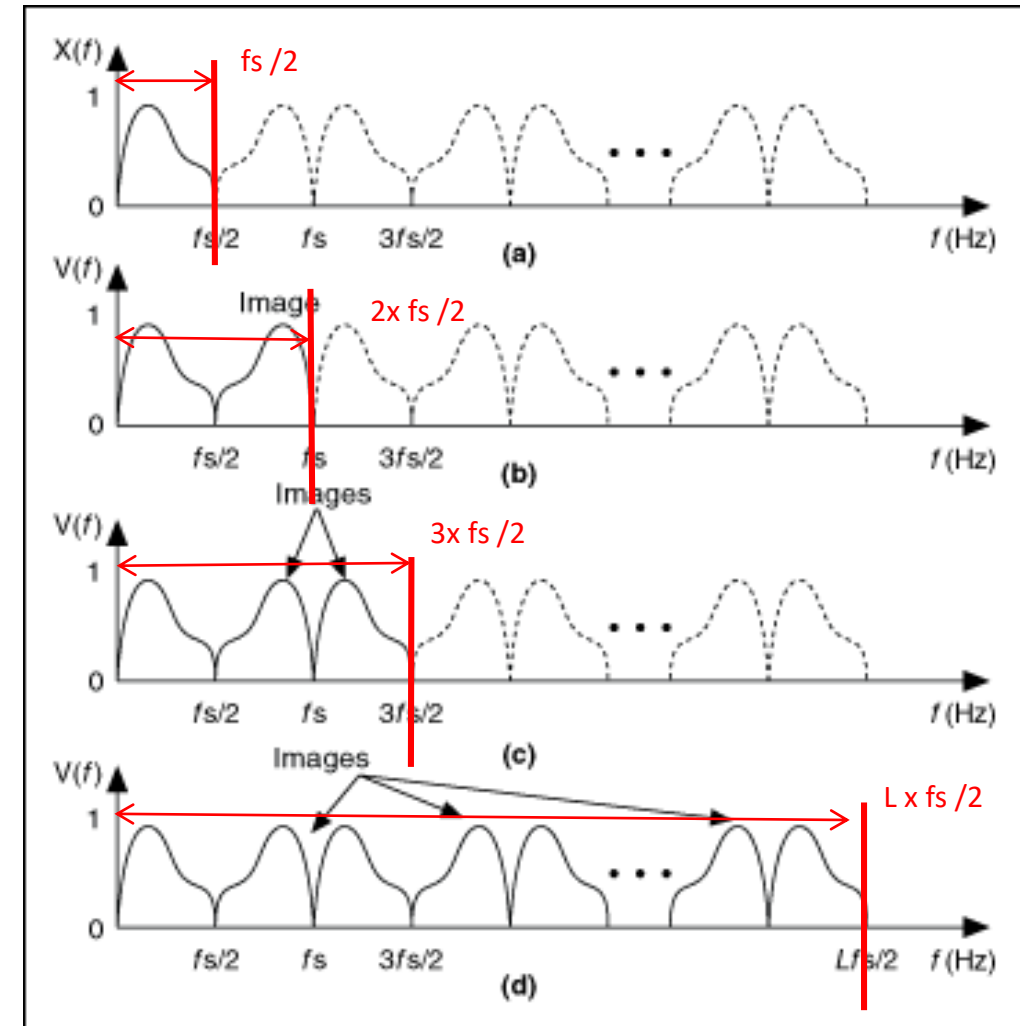 X(f)
fs /2
1
0
fs/2 fs 3fs/2 f (Hz)
(a)
V(f)
Image
2x fs /2
1
0
fs/2 fs 3fs/2 f (Hz)
(b)
Images
V(f)
3x fs /2
1
0
fs/2 fs 3fs/2 f (Hz)
(c)
Images
V(f)
L x fs /2
1
0
fs/2 fs 3fs/2 Lfs/2 f (Hz)
(d)